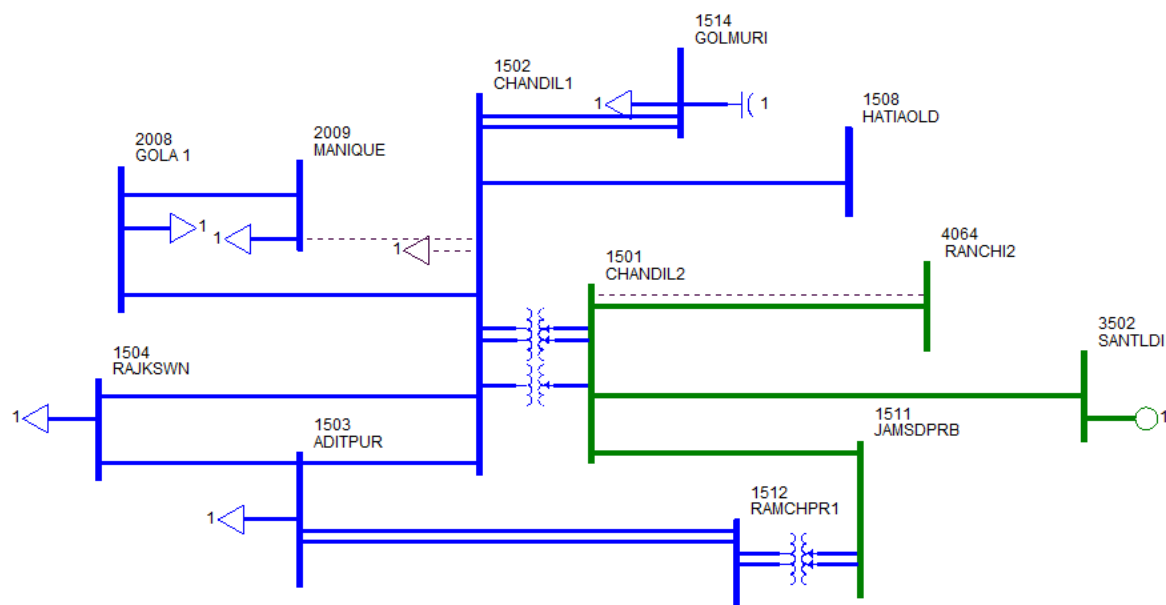 1514
GOLMURI
1502
CHANDIL1
1
1
1508
HATIAOLD
2009
MANIQUE
2008
GOLA 1
1
1
1
4064
RANCHI2
1501
CHANDIL2
3502
SANTLDI
1504
RAJKSWN
1
1
1511
JAMSDPRB
1503
ADITPUR
1512
RAMCHPR1
1